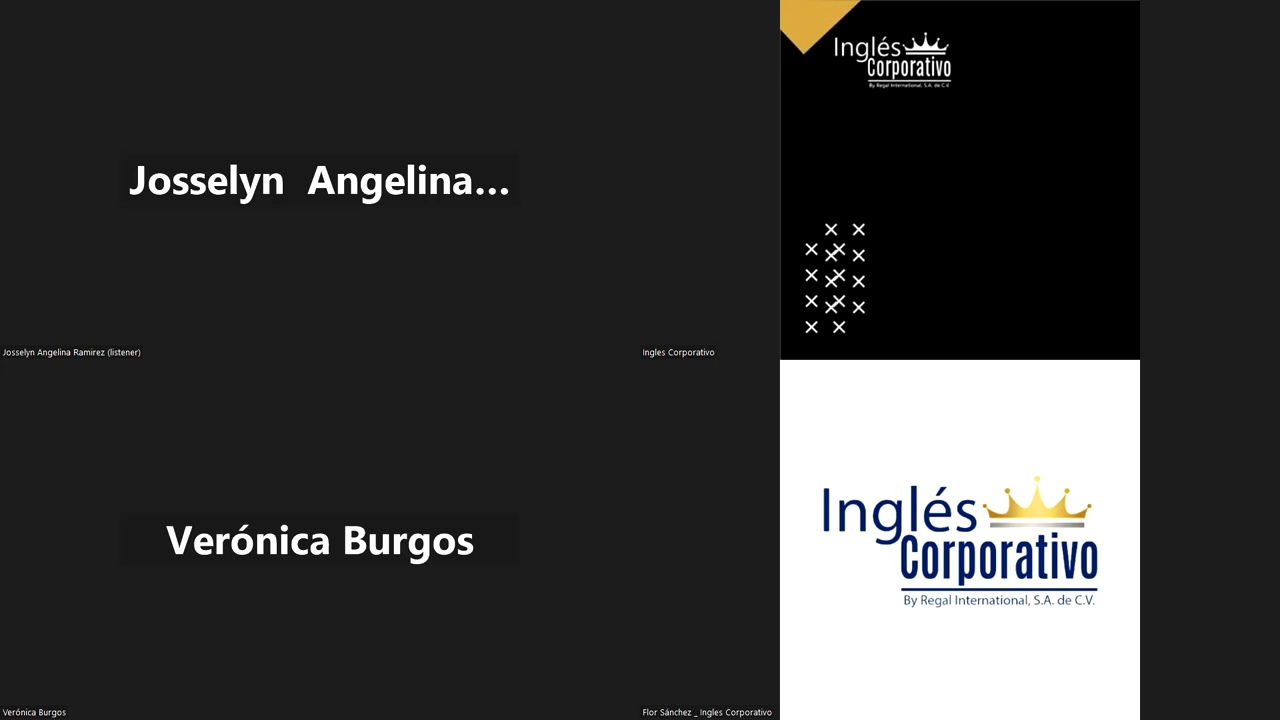 Josselyn  Angelina...
Josselyn Angelina Ramirez (listener)
Inglés
Corporativo
By Regal International, S.A. de C.V.
Ingles Corporativo
Verónica Burgos
Verónica Burgos
Inglés
Corporativo
By Regal International, S.A. de C.V.
Flor Sánchez _ Ingles Corporativo